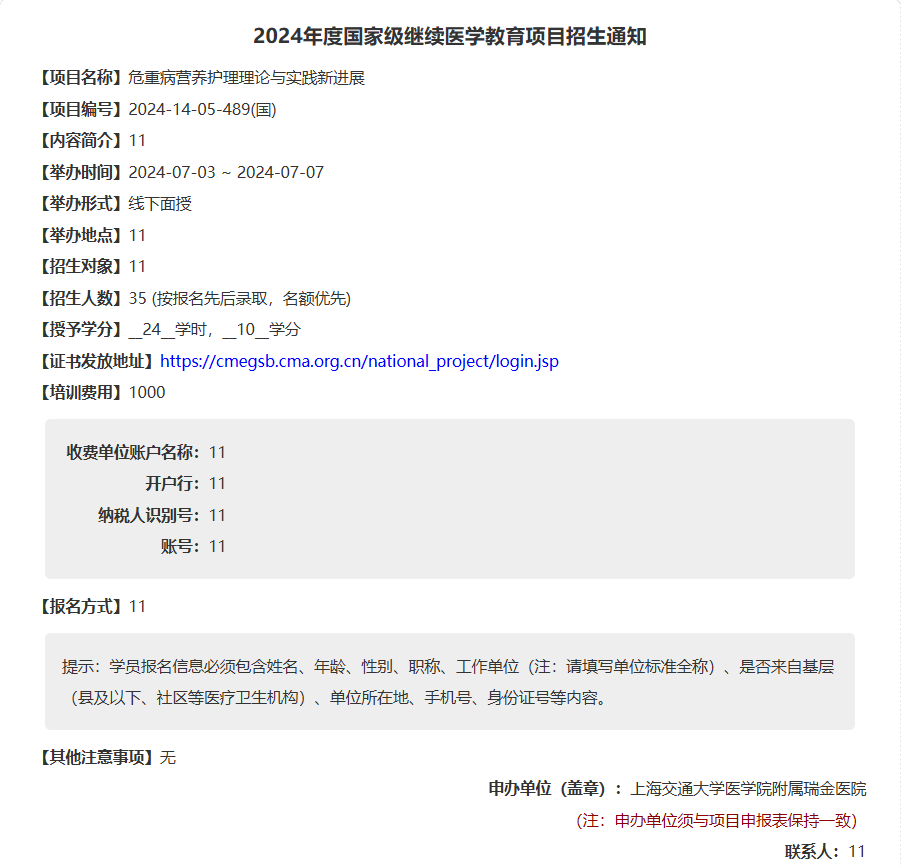 2024年度国家级继续医学教育项目招生通知
【项目名称】危重病营养护理理论与实践新进展
【项目编号】2024-14-05-489(国)
【内容简介】11
【举办时间】2024-07-03 ~ 2024-07-07
【举办形式】线下面授
【举办地点】11
【招生对象】11
【招生人数】35 (按报名先后录取，名额优先)
【授予学分】__24__学时，__10__学分
【证书发放地址】https://cmegsb.cma.org.cn/national_project/login.jsp
【培训费用】1000
收费单位账户名称：11
开户行：11
纳税人识别号：11
账号：11
【报名方式】11
提示：学员报名信息必须包含姓名、年龄、性别、职称、工作单位（注：请填写单位标准全称）、是否来自基层
（县及以下、社区等医疗卫生机构）、单位所在地、手机号、身份证号等内容。
【其他注意事项】无
申办单位（盖章）：上海交通大学医学院附属瑞金医院
（注：申办单位须与项目申报表保持一致）
联系人：11